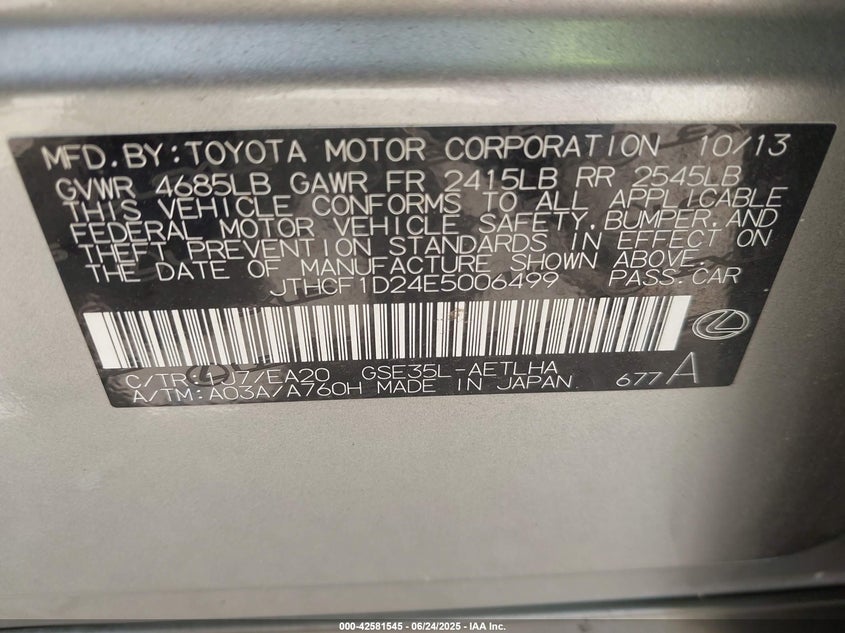 MFD.BY:TOYOTA MOTOR CORPORATION 10/13
GVWR 4685LB GAWR FR 2415LB RR 2545LB
THIS VEHICLE CONFORMS TO ALL APPLICABLE
FEDERAL MOTOR VEHICLE SAFETY,BUMPER,AND
THEFT PREVENTION STANDARDS IN EFFECT ON
THE DATE OF MANUFACTURE SHOWN ABOVE.
JTHCF1D24E5006499 PASS.CAR
C/TR:4J7/EA20 GSE35L-AETLHA
A/TM:A03A/A760H MADE IN JAPAN 677A
000-42581545 - 06/24/2025 - IAA Inc.